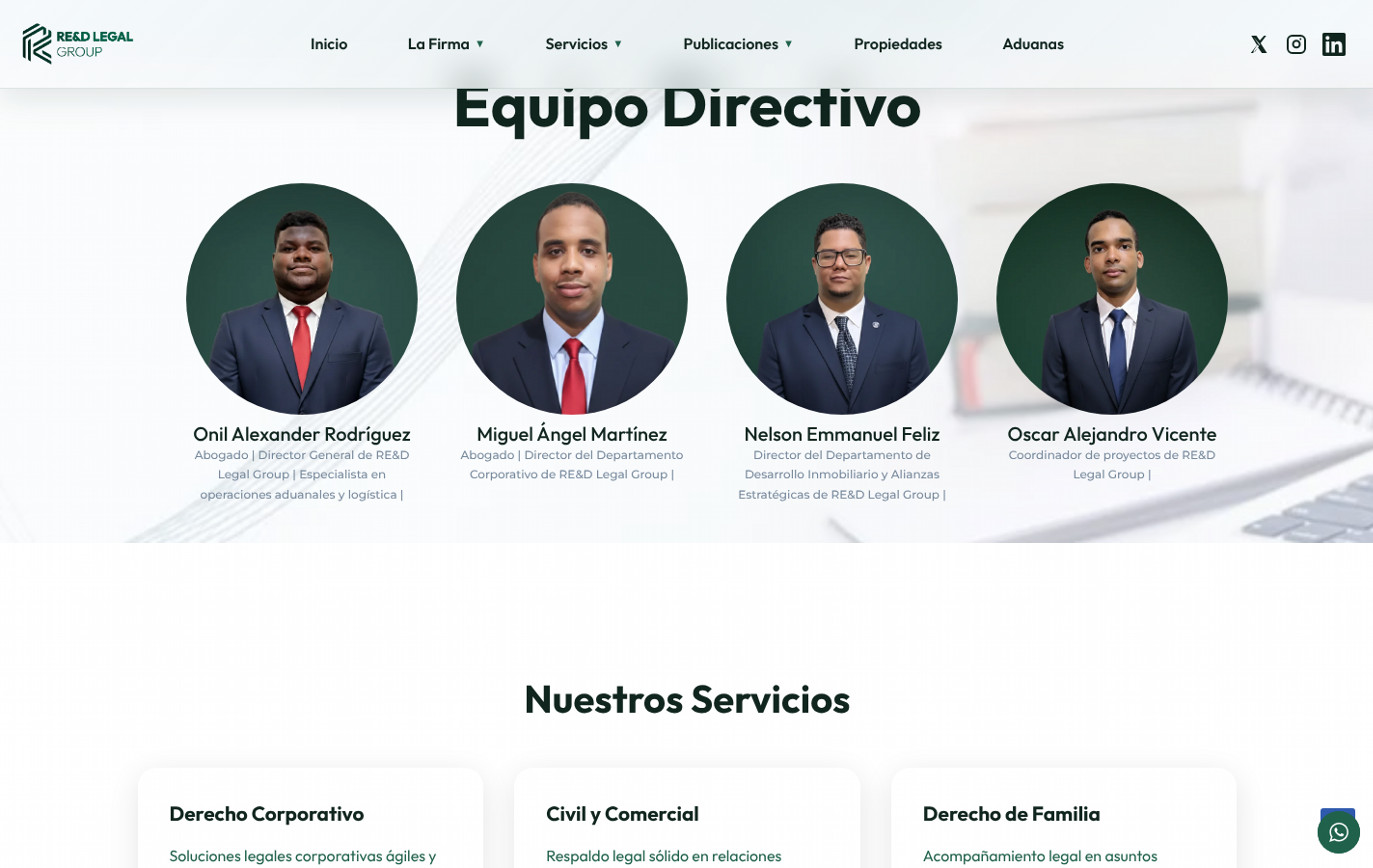 RE&D LEGAL
GROUP
Inicio
La Firma ▼
Servicios ▼
Publicaciones ▼
Propiedades
Aduanas
Equipo Directivo
Onil Alexander Rodríguez
Abogado | Director General de RE&D
Legal Group | Especialista en
operaciones aduanales y logística |
Miguel Ángel Martínez
Abogado | Director del Departamento
Corporativo de RE&D Legal Group |
Nelson Emmanuel Feliz
Director del Departamento de
Desarrollo Inmobiliario y Alianzas
Estratégicas de RE&D Legal Group |
Oscar Alejandro Vicente
Coordinador de proyectos de RE&D
Legal Group |
Nuestros Servicios
Derecho Corporativo
Soluciones legales corporativas ágiles y
Civil y Comercial
Respaldo legal sólido en relaciones
Derecho de Familia
Acompañamiento legal en asuntos